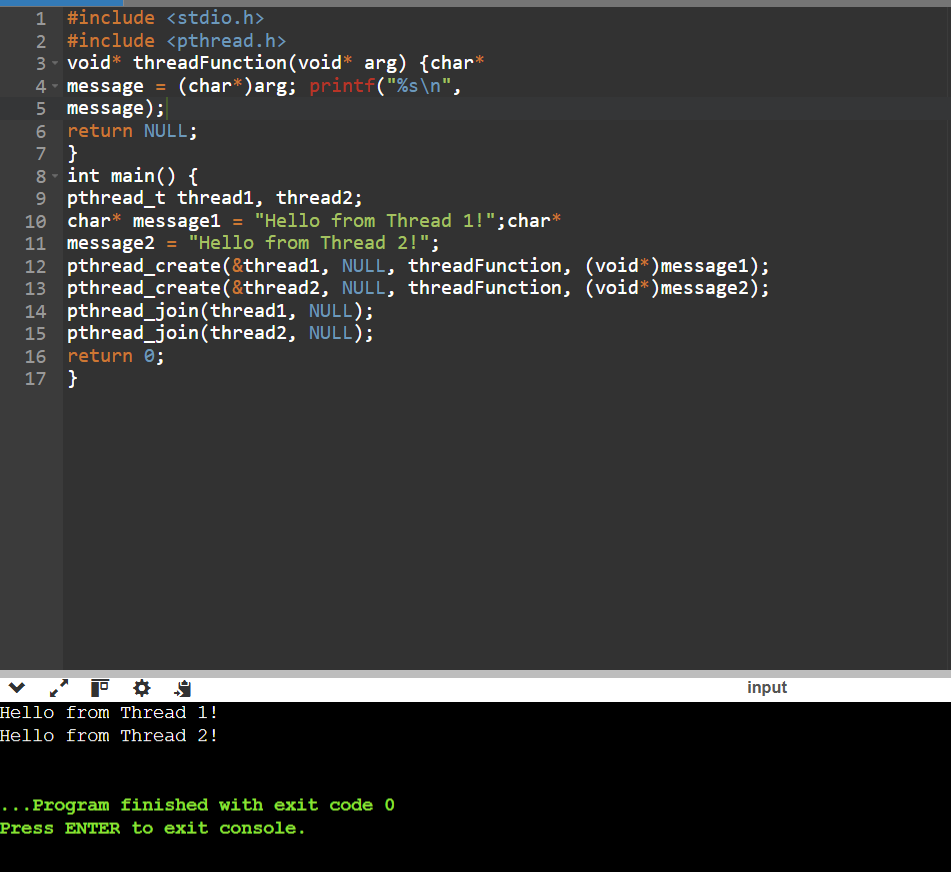 1 #include <stdio.h>
2 #include <pthread.h>
3 void* threadFunction(void* arg) {char*
4 message = (char*)arg; printf("%s\n",
5 message);
6 return NULL;
7 }
8 int main() {
9 pthread_t thread1, thread2;
10 char* message1 = "Hello from Thread 1!";char*
11 message2 = "Hello from Thread 2!";
12 pthread_create(&thread1, NULL, threadFunction, (void*)message1);
13 pthread_create(&thread2, NULL, threadFunction, (void*)message2);
14 pthread_join(thread1, NULL);
15 pthread_join(thread2, NULL);
16 return 0;
17 }
input
Hello from Thread 1!
Hello from Thread 2!
...Program finished with exit code 0
Press ENTER to exit console.